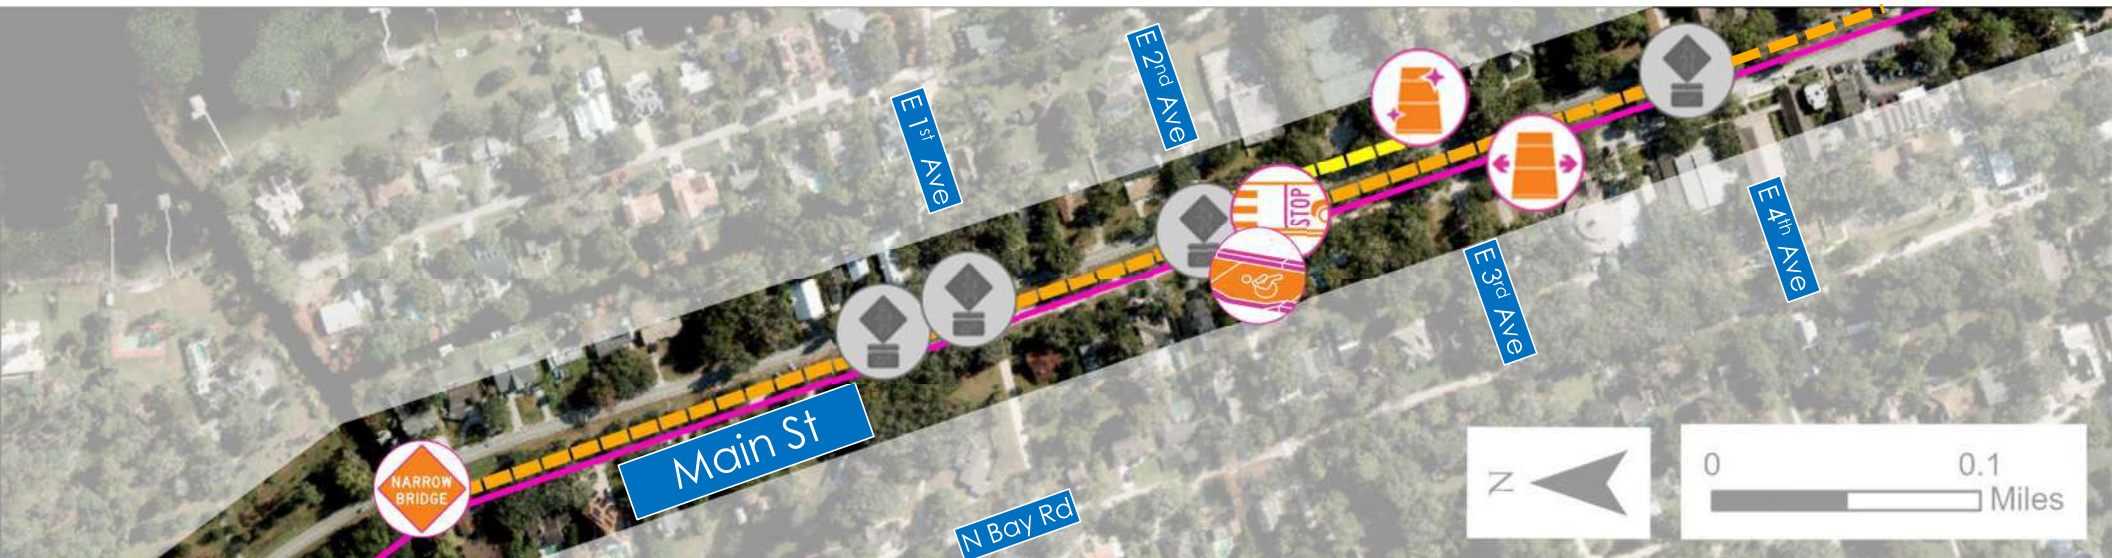 E 1st Ave
E 2nd Ave
STOP
E 3rd Ave
E 4th Ave
NARROW
BRIDGE
Main St
N Bay Rd
N
0 0.1
Miles